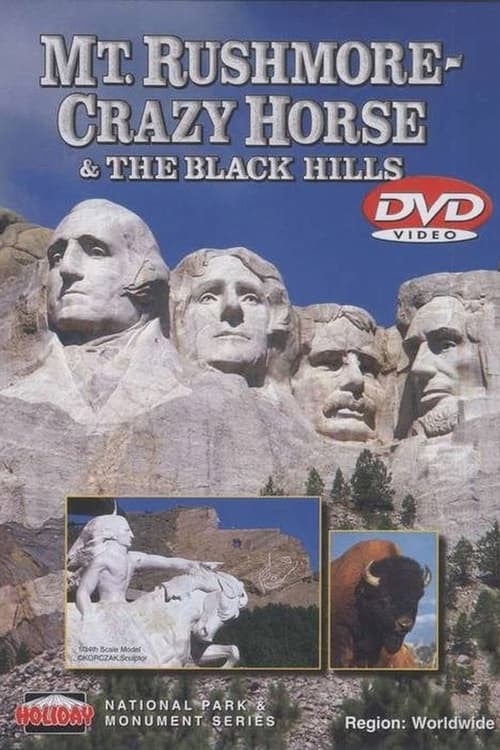 MT. RUSHMORE-
CRAZY HORSE
& THE BLACK HILLS
DVD
VIDEO
1/34th Scale Model
©KORCZAK, Sculptor
HOLIDAY
NATIONAL PARK &
MONUMENT SERIES
Region: Worldwide